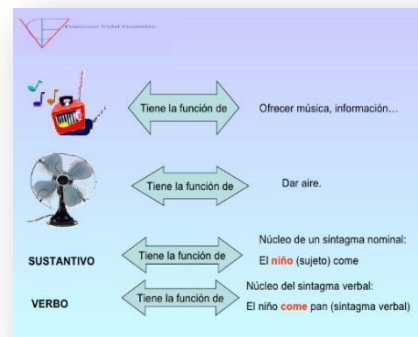 Francisco Vidal González
Tiene la función de
Ofrecer música, información…
Tiene la función de
Dar aire.
SUSTANTIVO
Tiene la función de
Núcleo de un sintagma nominal:
El niño (sujeto) come
VERBO
Tiene la función de
Núcleo del sintagma verbal:
El niño come pan (sintagma verbal)